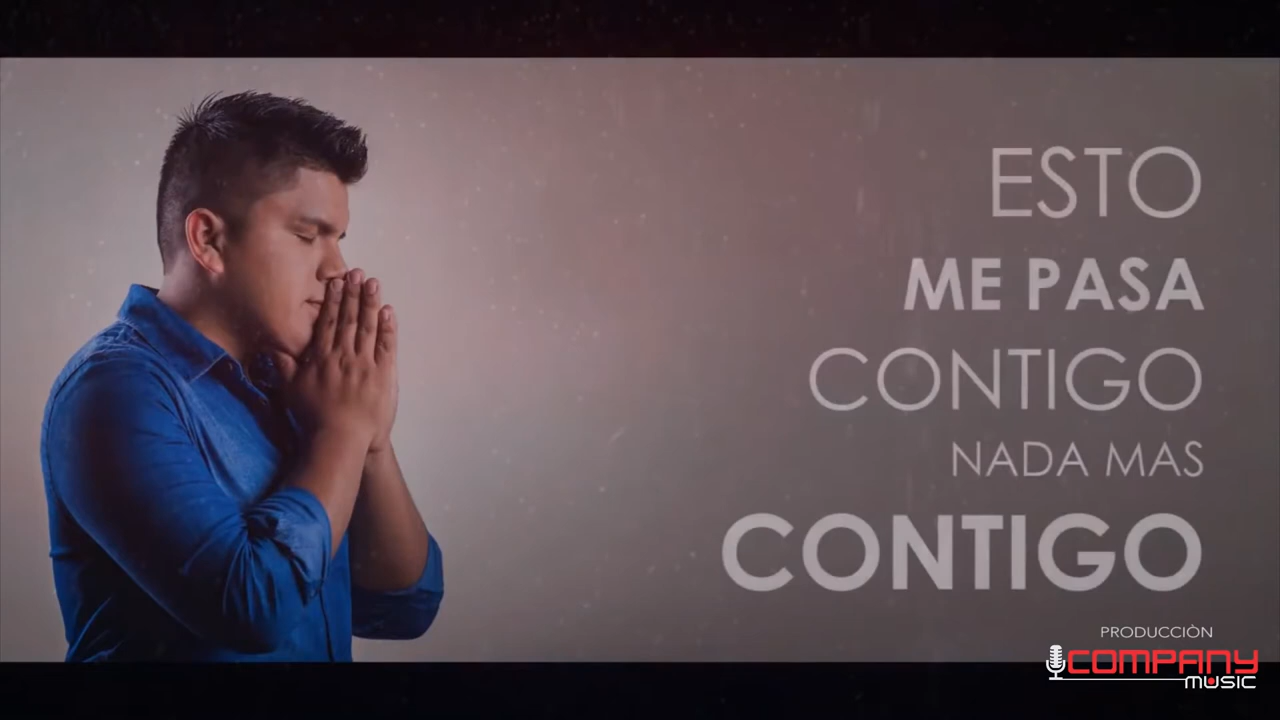 ESTO
ME PASA
CONTIGO
NADA MAS
CONTIGO
PRODUCCIÒN
COMPANY
MUSIC